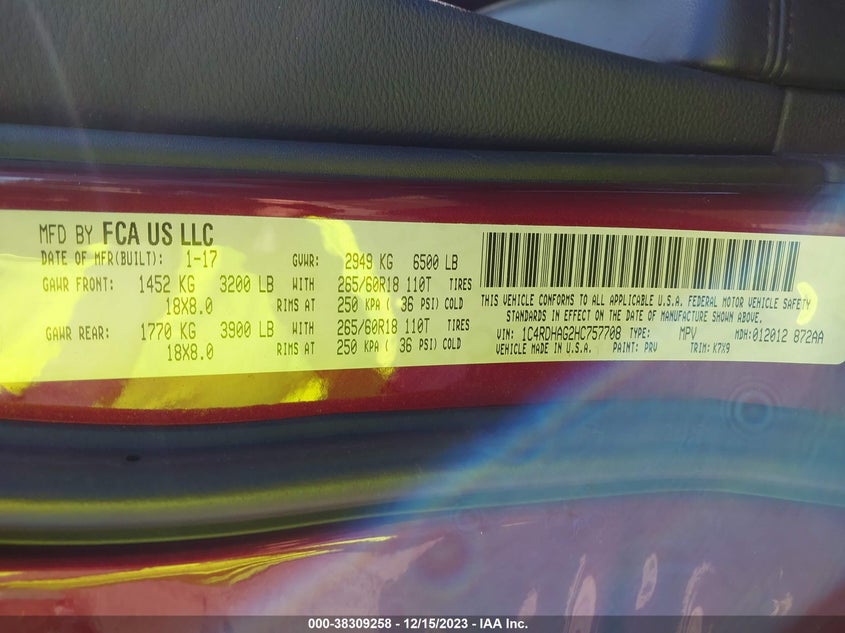 MFD BY FCA US LLC
DATE OF MFR(BUILT): 1-17 GVWR: 2949 KG 6500 LB
GAWR FRONT: 1452 KG 3200 LB WITH 265/60R18 110T TIRES
18X8.0 RIMS AT 250 KPA ( 36 PSI) COLD
GAWR REAR: 1770 KG 3900 LB WITH 265/60R18 110T TIRES
18X8.0 RIMS AT 250 KPA ( 36 PSI) COLD
THIS VEHICLE CONFORMS TO ALL APPLICABLE U.S.A. FEDERAL MOTOR VEHICLE SAFETY
STANDARDS IN EFFECT ON THE DATE OF MANUFACTURE SHOWN ABOVE.
VIN: 1C4RDHAG2HC757708 TYPE: MPV MDH:012012 872AA
VEHICLE MADE IN U.S.A. PAINT: PRV TRIM: K7X9
000-38309258 - 12/15/2023 - IAA Inc.